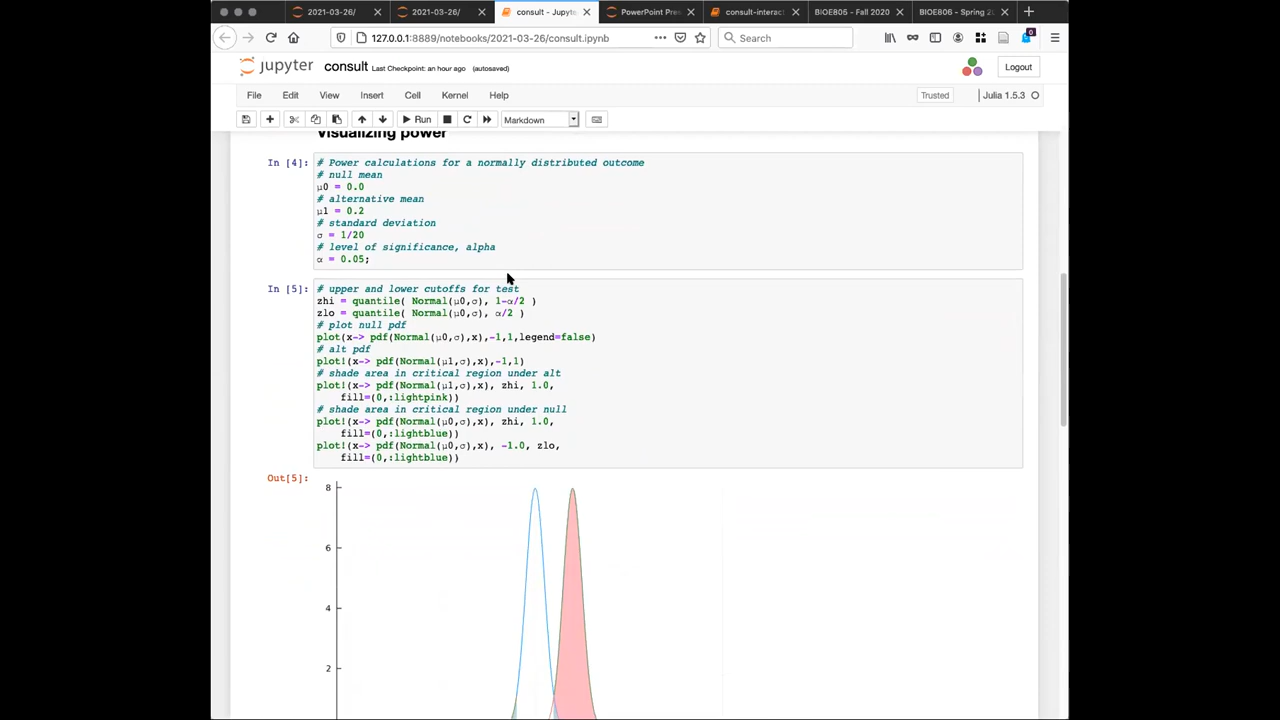 2021-03-26/
2021-03-26/
consult - Jupyte
PowerPoint Pres
consult-interac
BIOE805 - Fall 2020
BIOE806 - Spring 2
127.0.0.1:8889/notebooks/2021-03-26/consult.ipynb
Search
0
jupyter consult Last Checkpoint: an hour ago (autosaved)
Logout
File Edit View Insert Cell Kernel Help
Trusted
Julia 1.5.3
Run
Markdown
Visualizing power
In [4]:
# Power calculations for a normally distributed outcome
# null mean
μ0 = 0.0
# alternative mean
μ1 = 0.2
# standard deviation
σ = 1/20
# level of significance, alpha
α = 0.05;
In [5]:
# upper and lower cutoffs for test
zhi = quantile( Normal(μ0,σ), 1-α/2 )
zlo = quantile( Normal(μ0,σ), α/2 )
# plot null pdf
plot(x-> pdf(Normal(μ0,σ),x),-1,1,legend=false)
# alt pdf
plot!(x-> pdf(Normal(μ1,σ),x),-1,1)
# shade area in critical region under alt
plot!(x-> pdf(Normal(μ1,σ),x), zhi, 1.0,
fill=(0,:lightpink))
# shade area in critical region under null
plot!(x-> pdf(Normal(μ0,σ),x), zhi, 1.0,
fill=(0,:lightblue))
plot!(x-> pdf(Normal(μ0,σ),x), -1.0, zlo,
fill=(0,:lightblue))
Out[5]:
8
6
4
2